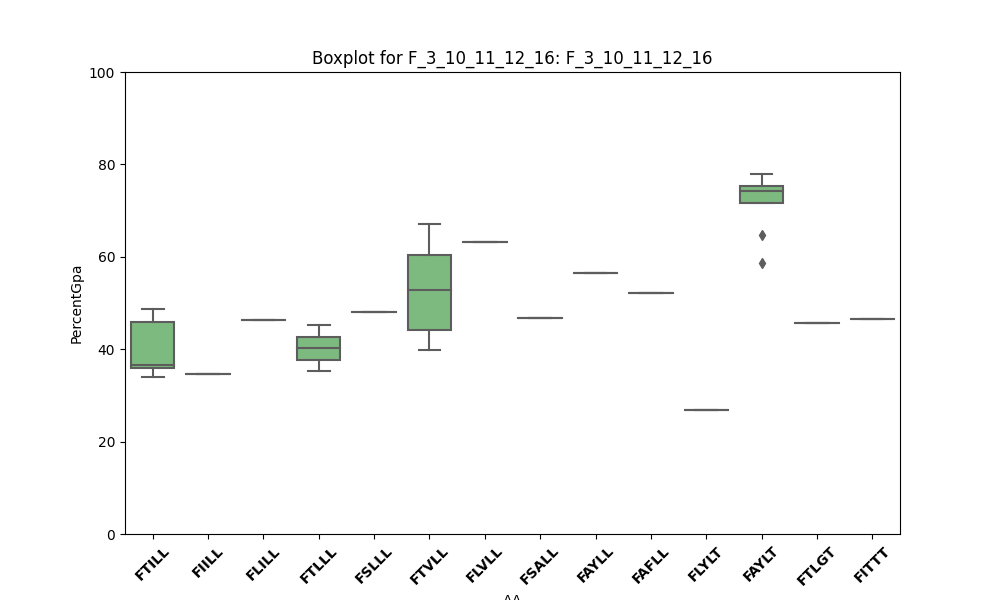 Boxplot for F_3_10_11_12_16: F_3_10_11_12_16
100
80
60
40
20
0
PercentGpa
FTILL FIILL FLILL FTLLL FSLLL FTVLL FLVLL FSALL FAYLL FAFLL FLYLT FAYLT FTLGT FITTT
AA